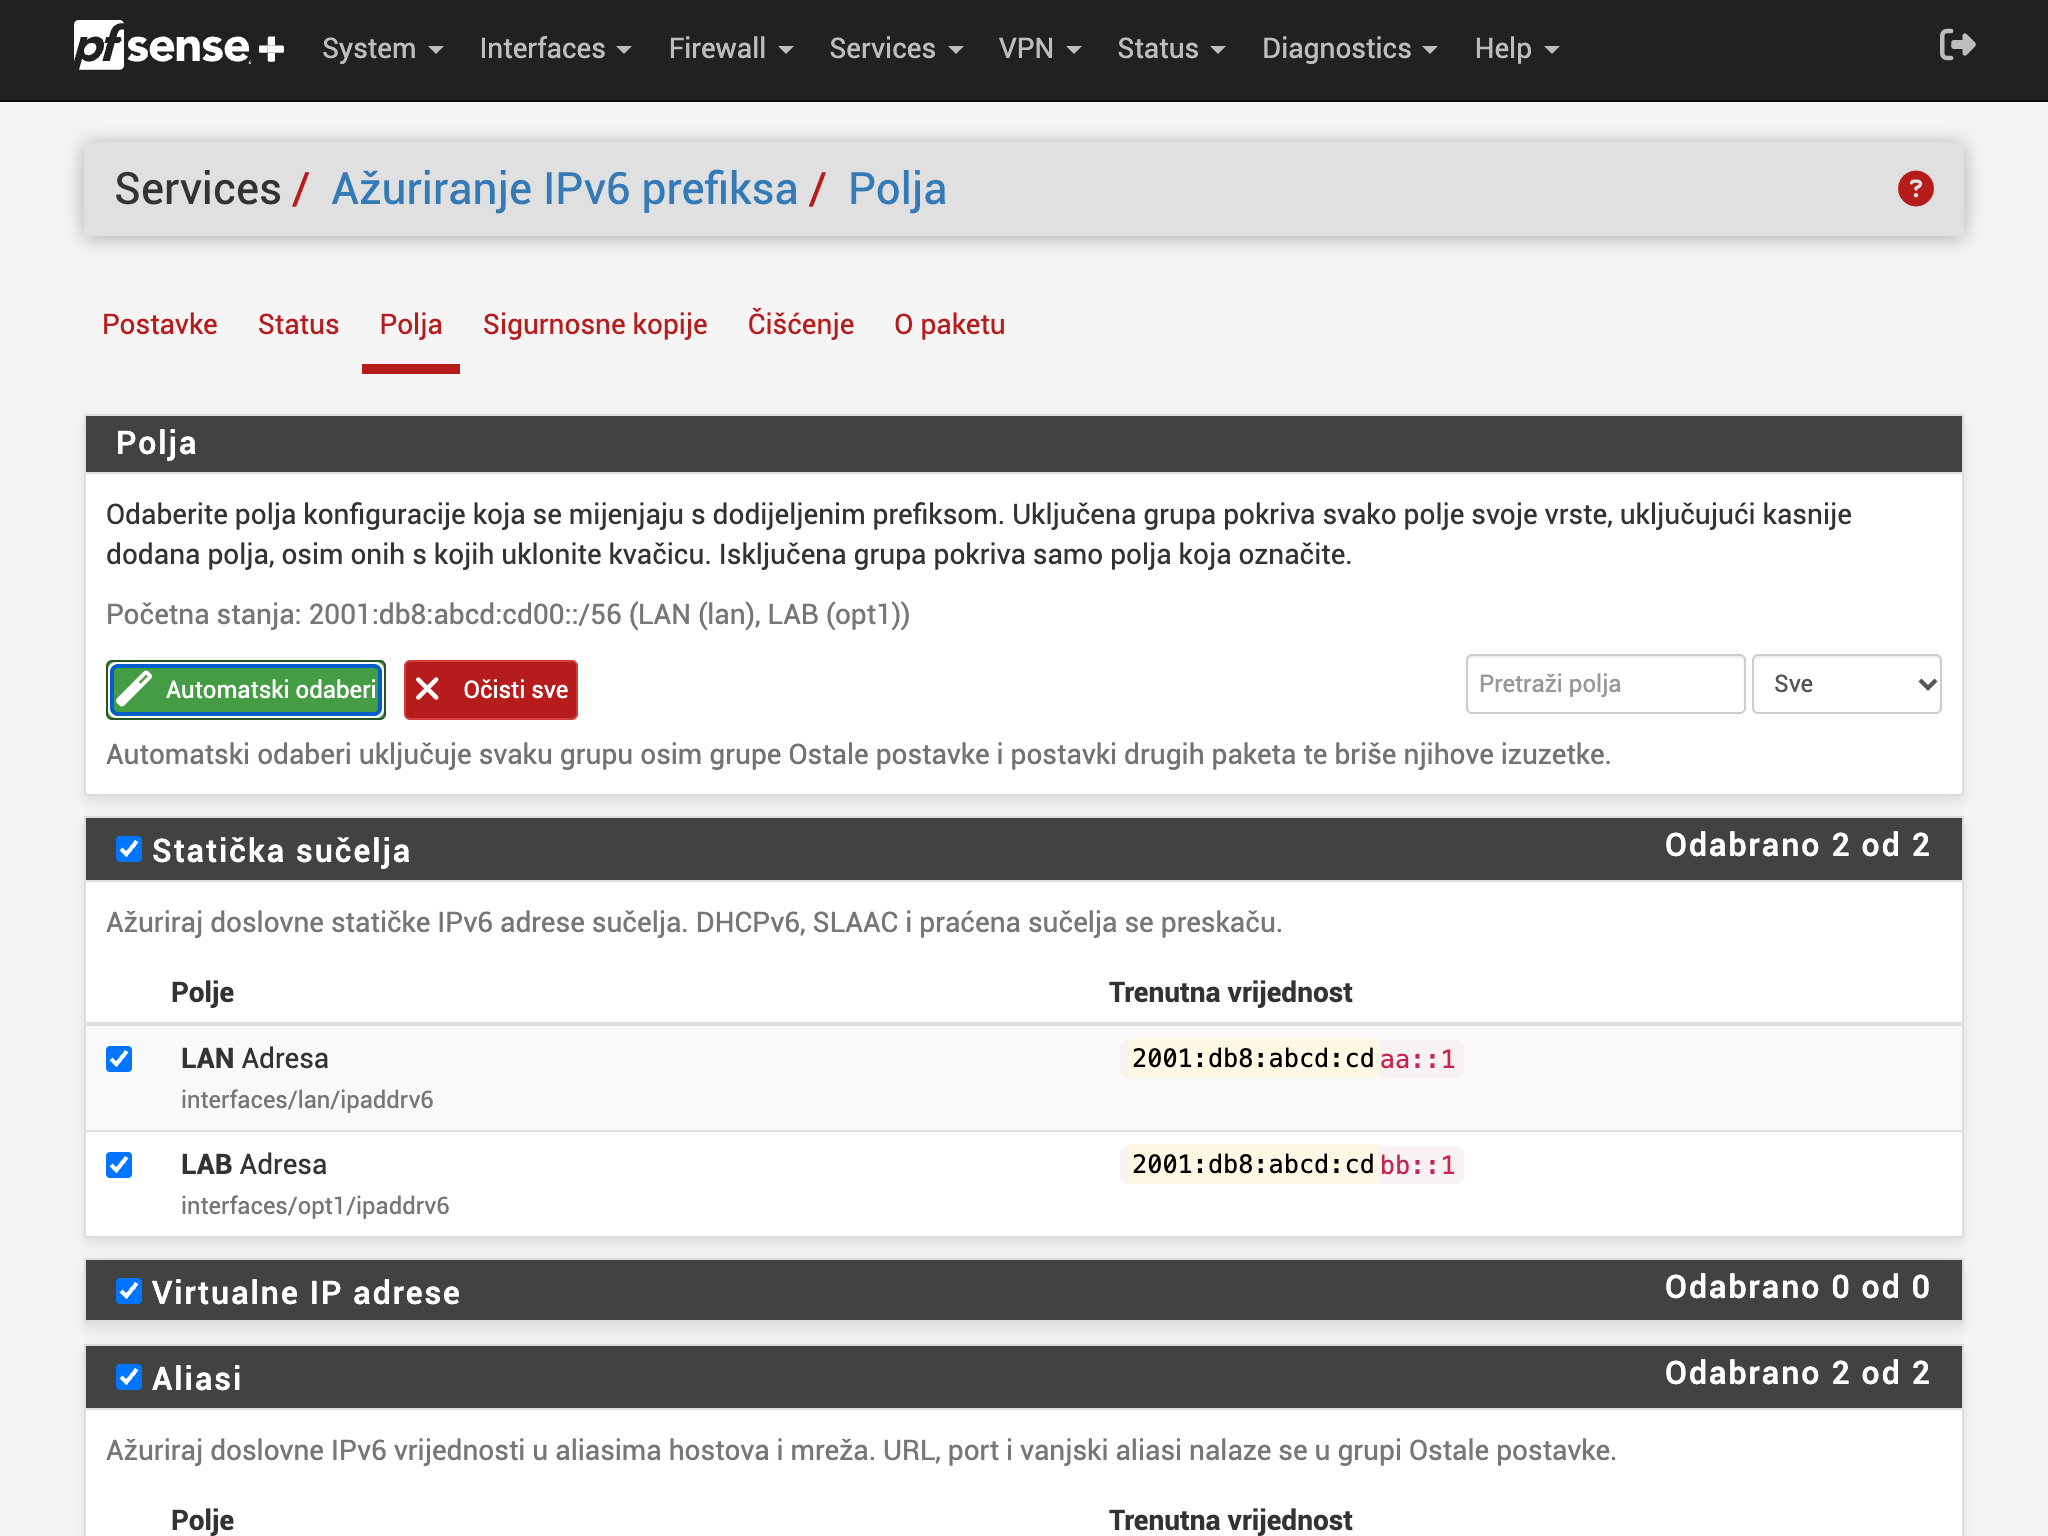 pfsense+ System Interfaces Firewall Services VPN Status Diagnostics Help
Services / Ažuriranje IPv6 prefiksa / Polja ?
Postavke Status Polja Sigurnosne kopije Čišćenje O paketu
Polja
Odaberite polja konfiguracije koja se mijenjaju s dodijeljenim prefiksom. Uključena grupa pokriva svako polje svoje vrste, uključujući kasnije
dodana polja, osim onih s kojih uklonite kvačicu. Isključena grupa pokriva samo polja koja označite.
Početna stanja: 2001:db8:abcd:cd00::/56 (LAN (lan), LAB (opt1))
Automatski odaberi Očisti sve Pretraži polja Sve
Automatski odaberi uključuje svaku grupu osim grupe Ostale postavke i postavki drugih paketa te briše njihove izuzetke.
Statička sučelja Odabrano 2 od 2
Ažuriraj doslovne statičke IPv6 adrese sučelja. DHCPv6, SLAAC i praćena sučelja se preskaču.
Polje Trenutna vrijednost
LAN Adresa 2001:db8:abcd:cdaa::1
interfaces/lan/ipaddrv6
LAB Adresa 2001:db8:abcd:cdbb::1
interfaces/opt1/ipaddrv6
Virtualne IP adrese Odabrano 0 od 0
Aliasi Odabrano 2 od 2
Ažuriraj doslovne IPv6 vrijednosti u aliasima hostova i mreža. URL, port i vanjski aliasi nalaze se u grupi Ostale postavke.
Polje Trenutna vrijednost